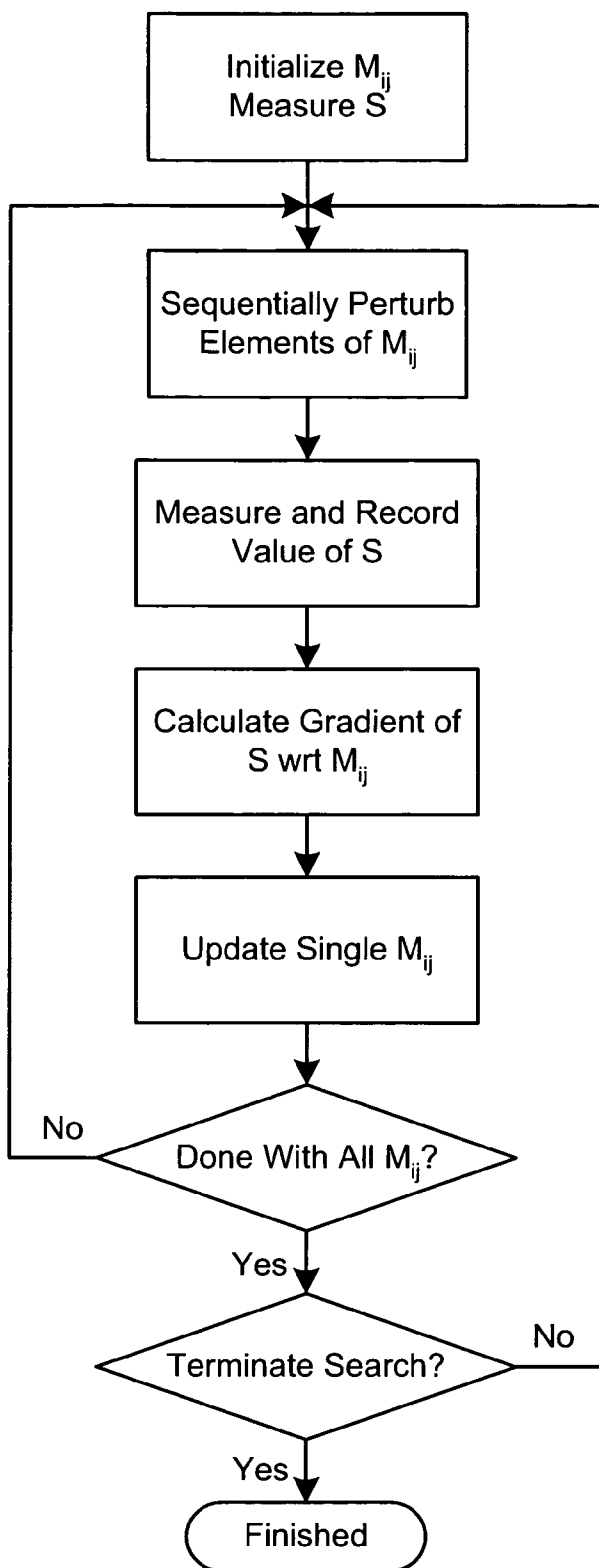 Initialize M_ij
Measure S
Sequentially Perturb
Elements of M_ij
Measure and Record
Value of S
Calculate Gradient of
S wrt M_ij
Update Single M_ij
No
Done With All M_ij?
Yes
No
Terminate Search?
Yes
Finished